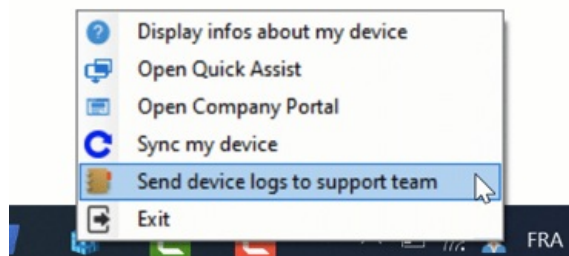 Display infos about my device
Open Quick Assist
Open Company Portal
Sync my device
Send device logs to support team
Exit
FRA